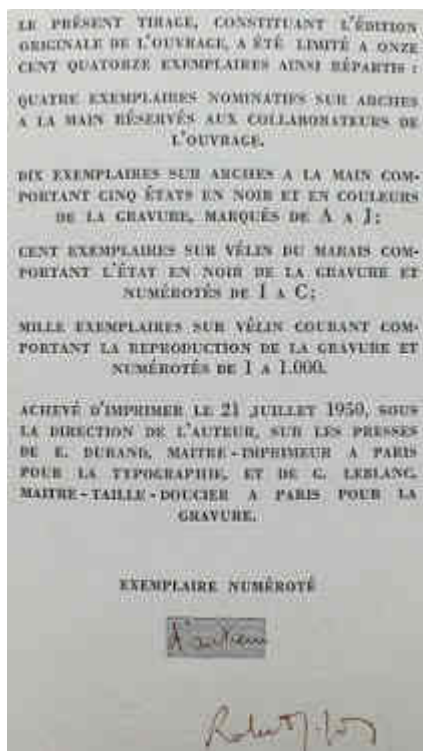 LE PRÉSENT TIRAGE, CONSTITUANT L'ÉDITION
ORIGINALE DE L'OUVRAGE, A ÉTÉ LIMITÉ A ONZE
CENT QUATORZE EXEMPLAIRES AINSI RÉPARTIS :
QUATRE EXEMPLAIRES NOMINATIFS SUR ARCHES
A LA MAIN RÉSERVÉS AUX COLLABORATEURS DE
L'OUVRAGE.
DIX EXEMPLAIRES SUR ARCHES A LA MAIN COM-
PORTANT CINQ ÉTATS EN NOIR ET EN COULEURS
DE LA GRAVURE, MARQUÉS DE A A J;
CENT EXEMPLAIRES SUR VÉLIN DU MARAIS COM-
PORTANT L'ÉTAT EN NOIR DE LA GRAVURE ET
NUMÉROTÉS DE I A C;
MILLE EXEMPLAIRES SUR VÉLIN COURANT COM-
PORTANT LA REPRODUCTION DE LA GRAVURE ET
NUMÉROTÉS DE 1 A 1.000.
ACHEVÉ D'IMPRIMER LE 21 JUILLET 1950, SOUS
LA DIRECTION DE L'AUTEUR, SUR LES PRESSES
DE E. DURAND, MAITRE-IMPRIMEUR A PARIS
POUR LA TYPOGRAPHIE, ET DE G. LEBLANC,
MAITRE-TAILLE-DOUCIER A PARIS POUR LA
GRAVURE.
EXEMPLAIRE NUMÉROTÉ
d'auteur
Robert